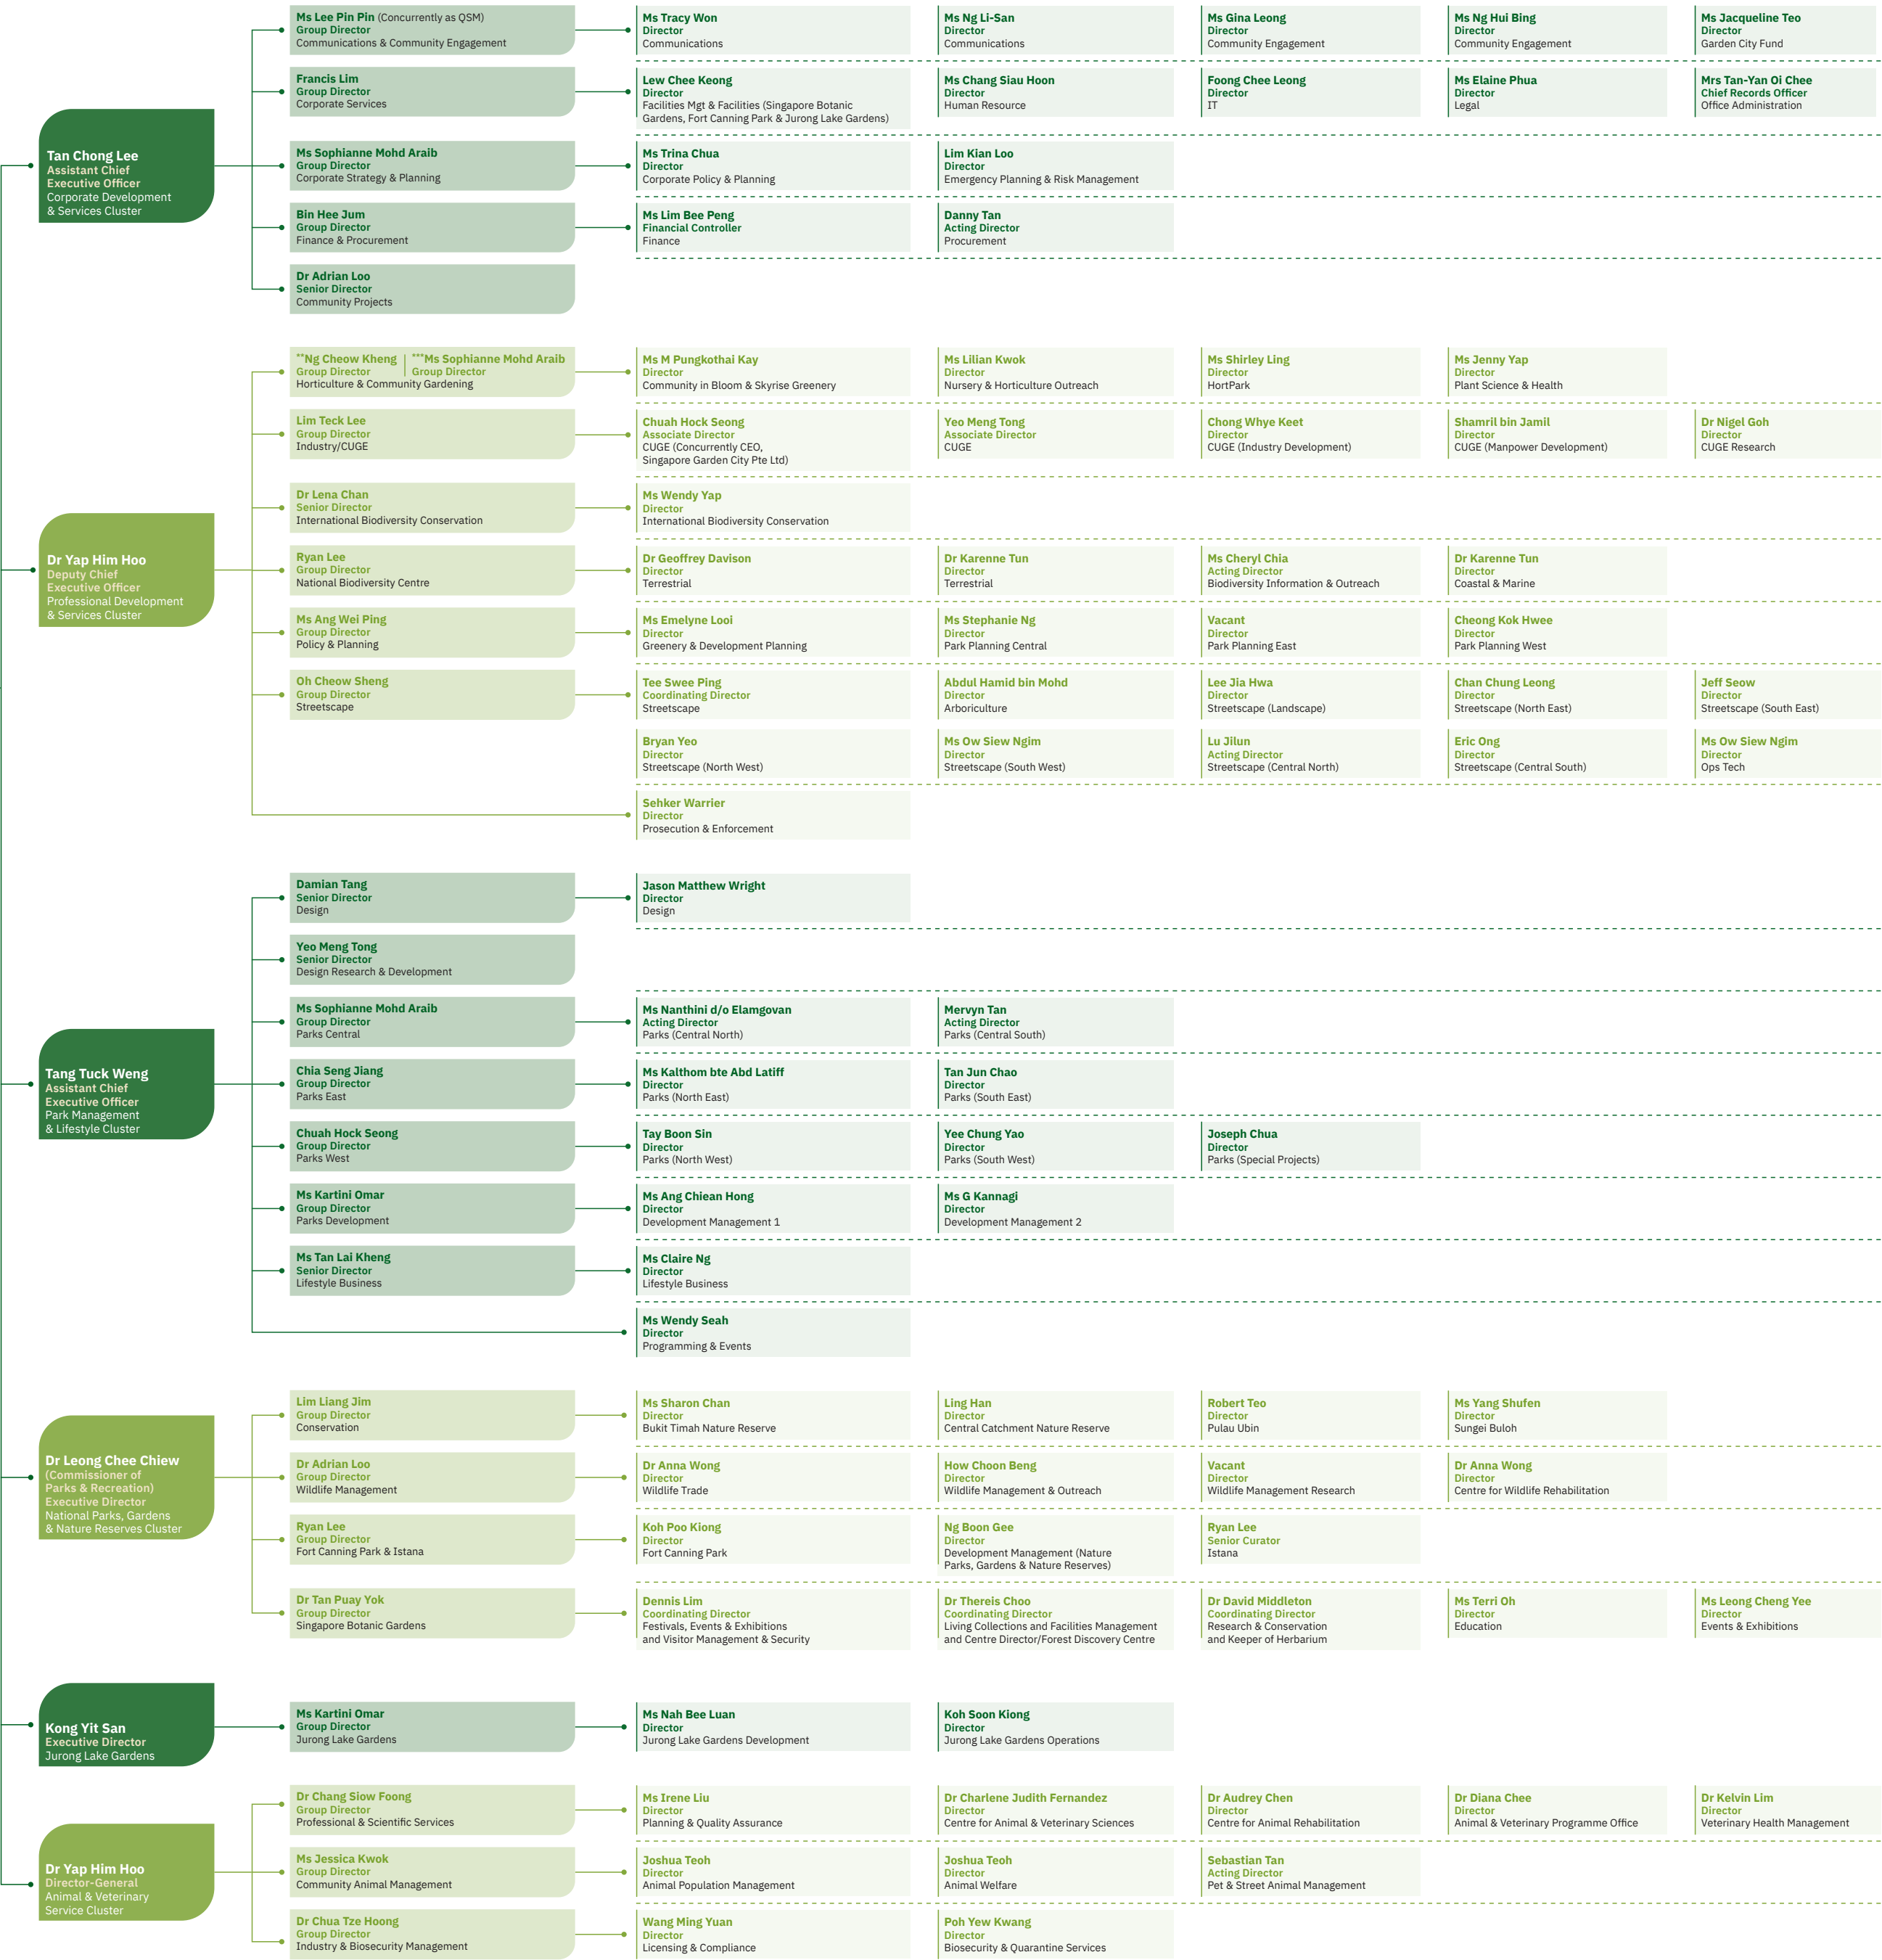 Tan Chong Lee
Assistant Chief
Executive Officer
Corporate Development
& Services Cluster
Ms Lee Pin Pin (Concurrently as QSM)
Group Director
Communications & Community Engagement
Ms Tracy Won
Director
Communications
Ms Ng Li-San
Director
Communications
Ms Gina Leong
Director
Community Engagement
Ms Ng Hui Bing
Director
Community Engagement
Ms Jacqueline Teo
Director
Garden City Fund
Francis Lim
Group Director
Corporate Services
Lew Chee Keong
Director
Facilities Mgt & Facilities (Singapore Botanic
Gardens, Fort Canning Park & Jurong Lake Gardens)
Ms Chang Siau Hoon
Director
Human Resource
Foong Chee Leong
Director
IT
Ms Elaine Phua
Director
Legal
Mrs Tan-Yan Oi Chee
Chief Records Officer
Office Administration
Ms Sophianne Mohd Araib
Group Director
Corporate Strategy & Planning
Ms Trina Chua
Director
Corporate Policy & Planning
Lim Kian Loo
Director
Emergency Planning & Risk Management
Bin Hee Jum
Group Director
Finance & Procurement
Ms Lim Bee Peng
Financial Controller
Finance
Danny Tan
Acting Director
Procurement
Dr Adrian Loo
Senior Director
Community Projects
Dr Yap Him Hoo
Deputy Chief
Executive Officer
Professional Development
& Services Cluster
**Ng Cheow Kheng
Group Director
***Ms Sophianne Mohd Araib
Group Director
Horticulture & Community Gardening
Ms M Pungkothai Kay
Director
Community in Bloom & Skyrise Greenery
Ms Lilian Kwok
Director
Nursery & Horticulture Outreach
Ms Shirley Ling
Director
HortPark
Ms Jenny Yap
Director
Plant Science & Health
Lim Teck Lee
Group Director
Industry/CUGE
Chuah Hock Seong
Associate Director
CUGE (Concurrently CEO,
Singapore Garden City Pte Ltd)
Yeo Meng Tong
Associate Director
CUGE
Chong Whye Keet
Director
CUGE (Industry Development)
Shamril bin Jamil
Director
CUGE (Manpower Development)
Dr Nigel Goh
Director
CUGE Research
Dr Lena Chan
Senior Director
International Biodiversity Conservation
Ms Wendy Yap
Director
International Biodiversity Conservation
Ryan Lee
Group Director
National Biodiversity Centre
Dr Geoffrey Davison
Director
Terrestrial
Dr Karenne Tun
Director
Terrestrial
Ms Cheryl Chia
Acting Director
Biodiversity Information & Outreach
Dr Karenne Tun
Director
Coastal & Marine
Ms Ang Wei Ping
Group Director
Policy & Planning
Ms Emelyne Looi
Director
Greenery & Development Planning
Ms Stephanie Ng
Director
Park Planning Central
Vacant
Director
Park Planning East
Cheong Kok Hwee
Director
Park Planning West
Oh Cheow Sheng
Group Director
Streetscape
Tee Swee Ping
Coordinating Director
Streetscape
Abdul Hamid bin Mohd
Director
Arboriculture
Lee Jia Hwa
Director
Streetscape (Landscape)
Chan Chung Leong
Director
Streetscape (North East)
Jeff Seow
Director
Streetscape (South East)
Bryan Yeo
Director
Streetscape (North West)
Ms Ow Siew Ngim
Director
Streetscape (South West)
Lu Jilun
Acting Director
Streetscape (Central North)
Eric Ong
Director
Streetscape (Central South)
Ms Ow Siew Ngim
Director
Ops Tech
Sehker Warrier
Director
Prosecution & Enforcement
Tang Tuck Weng
Assistant Chief
Executive Officer
Park Management
& Lifestyle Cluster
Damian Tang
Senior Director
Design
Jason Matthew Wright
Director
Design
Yeo Meng Tong
Senior Director
Design Research & Development
Ms Sophianne Mohd Araib
Group Director
Parks Central
Ms Nanthini d/o Elamgovan
Acting Director
Parks (Central North)
Mervyn Tan
Acting Director
Parks (Central South)
Chia Seng Jiang
Group Director
Parks East
Ms Kalthom bte Abd Latiff
Director
Parks (North East)
Tan Jun Chao
Director
Parks (South East)
Chuah Hock Seong
Group Director
Parks West
Tay Boon Sin
Director
Parks (North West)
Yee Chung Yao
Director
Parks (South West)
Joseph Chua
Director
Parks (Special Projects)
Ms Kartini Omar
Group Director
Parks Development
Ms Ang Chiean Hong
Director
Development Management 1
Ms G Kannagi
Director
Development Management 2
Ms Tan Lai Kheng
Senior Director
Lifestyle Business
Ms Claire Ng
Director
Lifestyle Business
Ms Wendy Seah
Director
Programming & Events
Dr Leong Chee Chiew
(Commissioner of
Parks & Recreation)
Executive Director
National Parks, Gardens
& Nature Reserves Cluster
Lim Liang Jim
Group Director
Conservation
Ms Sharon Chan
Director
Bukit Timah Nature Reserve
Ling Han
Director
Central Catchment Nature Reserve
Robert Teo
Director
Pulau Ubin
Ms Yang Shufen
Director
Sungei Buloh
Dr Adrian Loo
Group Director
Wildlife Management
Dr Anna Wong
Director
Wildlife Trade
How Choon Beng
Director
Wildlife Management & Outreach
Vacant
Director
Wildlife Management Research
Dr Anna Wong
Director
Centre for Wildlife Rehabilitation
Ryan Lee
Group Director
Fort Canning Park & Istana
Koh Poo Kiong
Director
Fort Canning Park
Ng Boon Gee
Director
Development Management (Nature
Parks, Gardens & Nature Reserves)
Ryan Lee
Senior Curator
Istana
Dr Tan Puay Yok
Group Director
Singapore Botanic Gardens
Dennis Lim
Coordinating Director
Festivals, Events & Exhibitions
and Visitor Management & Security
Dr Thereis Choo
Coordinating Director
Living Collections and Facilities Management
and Centre Director/Forest Discovery Centre
Dr David Middleton
Coordinating Director
Research & Conservation
and Keeper of Herbarium
Ms Terri Oh
Director
Education
Ms Leong Cheng Yee
Director
Events & Exhibitions
Kong Yit San
Executive Director
Jurong Lake Gardens
Ms Kartini Omar
Group Director
Jurong Lake Gardens
Ms Nah Bee Luan
Director
Jurong Lake Gardens Development
Koh Soon Kiong
Director
Jurong Lake Gardens Operations
Dr Yap Him Hoo
Director-General
Animal & Veterinary
Service Cluster
Dr Chang Siow Foong
Group Director
Professional & Scientific Services
Ms Irene Liu
Director
Planning & Quality Assurance
Dr Charlene Judith Fernandez
Director
Centre for Animal & Veterinary Sciences
Dr Audrey Chen
Director
Centre for Animal Rehabilitation
Dr Diana Chee
Director
Animal & Veterinary Programme Office
Dr Kelvin Lim
Director
Veterinary Health Management
Ms Jessica Kwok
Group Director
Community Animal Management
Joshua Teoh
Director
Animal Population Management
Joshua Teoh
Director
Animal Welfare
Sebastian Tan
Acting Director
Pet & Street Animal Management
Dr Chua Tze Hoong
Group Director
Industry & Biosecurity Management
Wang Ming Yuan
Director
Licensing & Compliance
Poh Yew Kwang
Director
Biosecurity & Quarantine Services